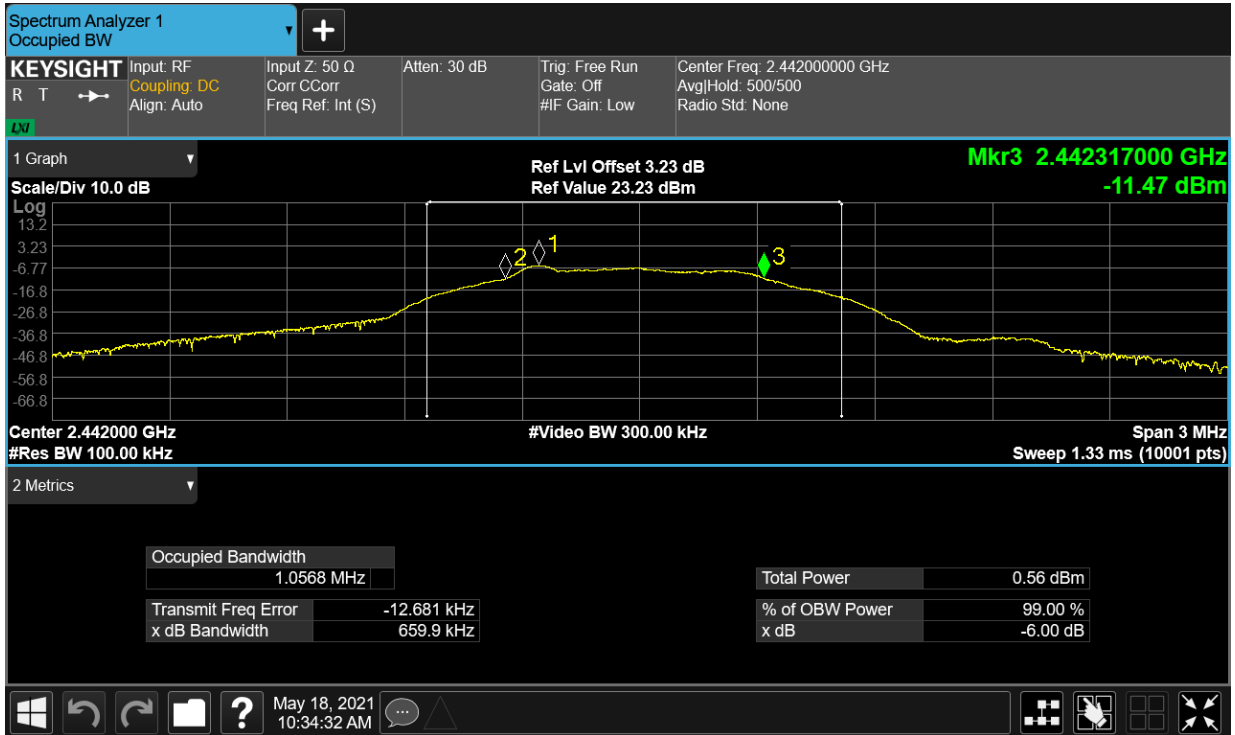 Spectrum Analyzer 1
Occupied BW
KEYSIGHT
R T
LXI
Input: RF
Coupling: DC
Align: Auto
Input Z: 50 Ω
Corr CCorr
Freq Ref: Int (S)
Atten: 30 dB
Trig: Free Run
Gate: Off
#IF Gain: Low
Center Freq: 2.442000000 GHz
Avg|Hold: 500/500
Radio Std: None
1 Graph
Scale/Div 10.0 dB
Ref Lvl Offset 3.23 dB
Ref Value 23.23 dBm
Mkr3 2.442317000 GHz
-11.47 dBm
Log
13.2
3.23
-6.77
-16.8
-26.8
-36.8
-46.8
-56.8
-66.8
2
1
3
Center 2.442000 GHz
#Res BW 100.00 kHz
#Video BW 300.00 kHz
Span 3 MHz
Sweep 1.33 ms (10001 pts)
2 Metrics
Occupied Bandwidth
1.0568 MHz
Transmit Freq Error -12.681 kHz
x dB Bandwidth 659.9 kHz
Total Power 0.56 dBm
% of OBW Power 99.00 %
x dB -6.00 dB
?
May 18, 2021
10:34:32 AM